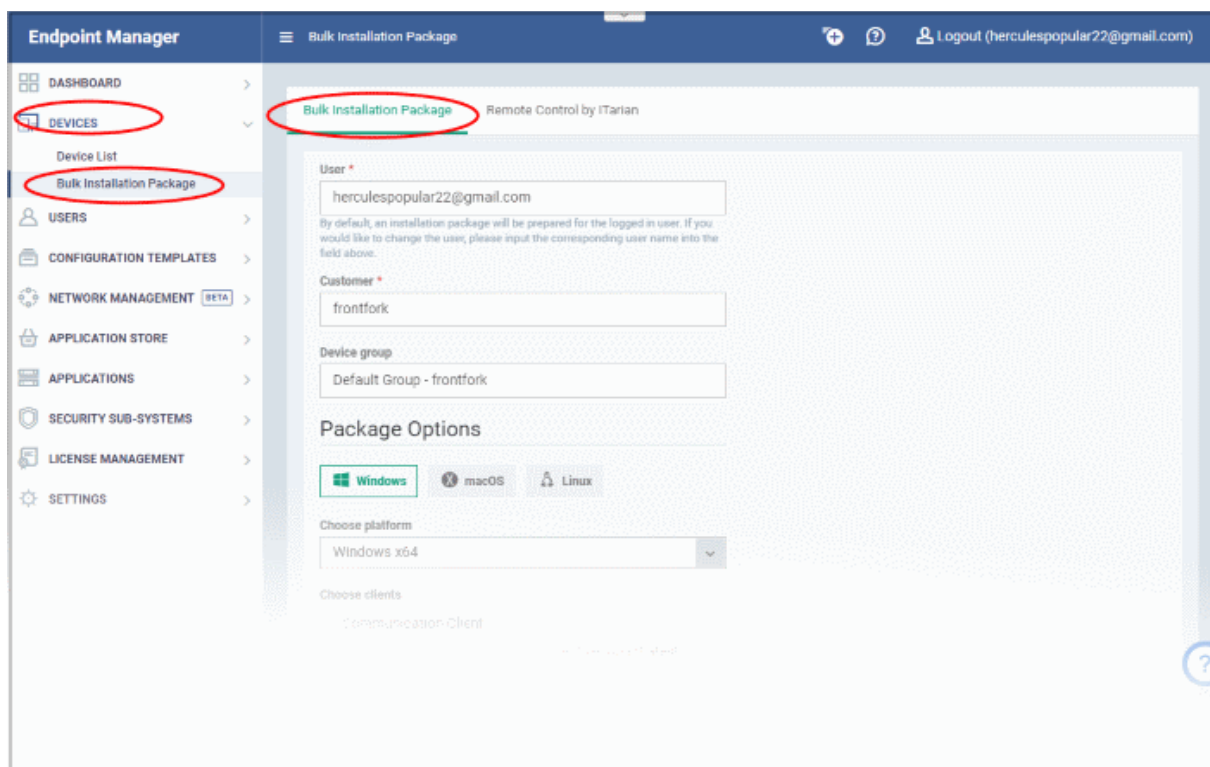 Endpoint Manager
Bulk Installation Package
Logout (herculespopular22@gmail.com)
DASHBOARD
DEVICES
Device List
Bulk Installation Package
USERS
CONFIGURATION TEMPLATES
NETWORK MANAGEMENT BETA
APPLICATION STORE
APPLICATIONS
SECURITY SUB-SYSTEMS
LICENSE MANAGEMENT
SETTINGS
Bulk Installation Package
Remote Control by ITarian
User *
herculespopular22@gmail.com
By default, an installation package will be prepared for the logged in user. If you
would like to change the user, please input the corresponding user name into the
field above.
Customer *
frontfork
Device group
Default Group - frontfork
Package Options
Windows
macOS
Linux
Choose platform
Windows x64
Choose clients
Communication Client
?